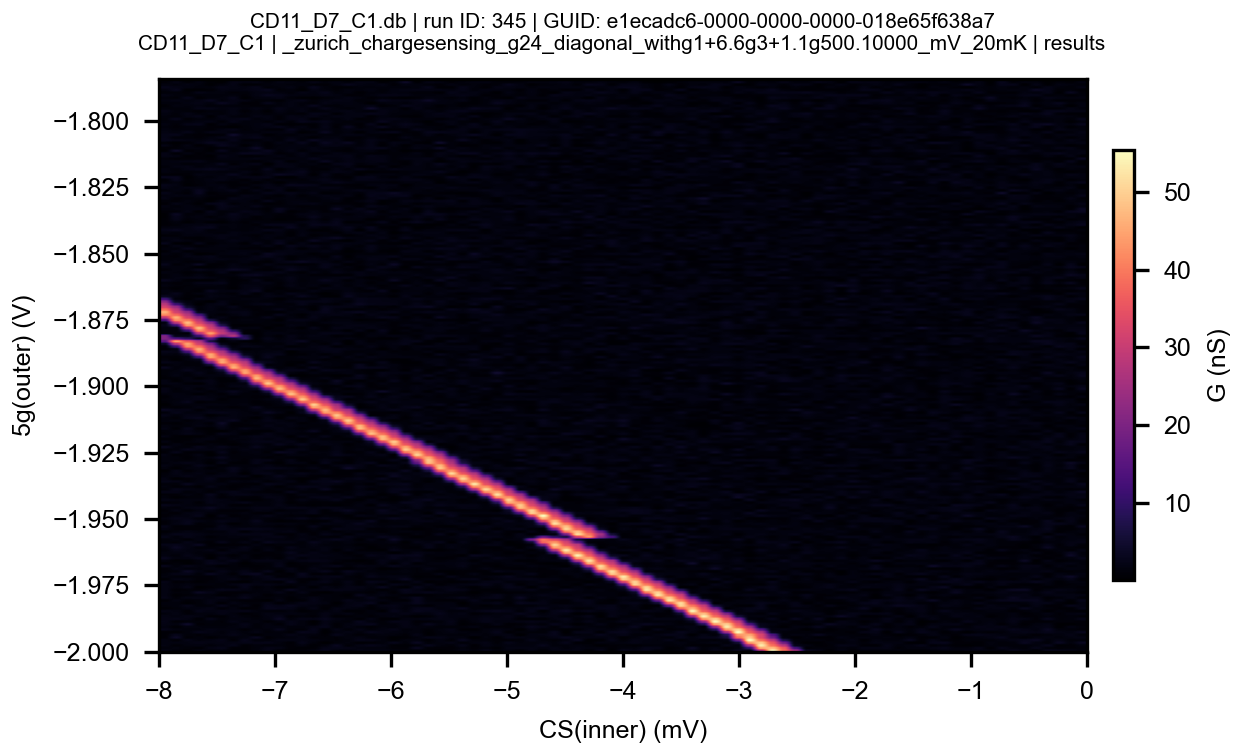 CD11_D7_C1.db | run ID: 345 | GUID: e1ecadc6-0000-0000-0000-018e65f638a7
CD11_D7_C1 | _zurich_chargesensing_g24_diagonal_withg1+6.6g3+1.1g500.10000_mV_20mK | results
−1.800
−1.825
−1.850
−1.875
−1.900
−1.925
−1.950
−1.975
−2.000
5g(outer) (V)
−8 −7 −6 −5 −4 −3 −2 −1 0
CS(inner) (mV)
50
40
30
20
10
G (nS)